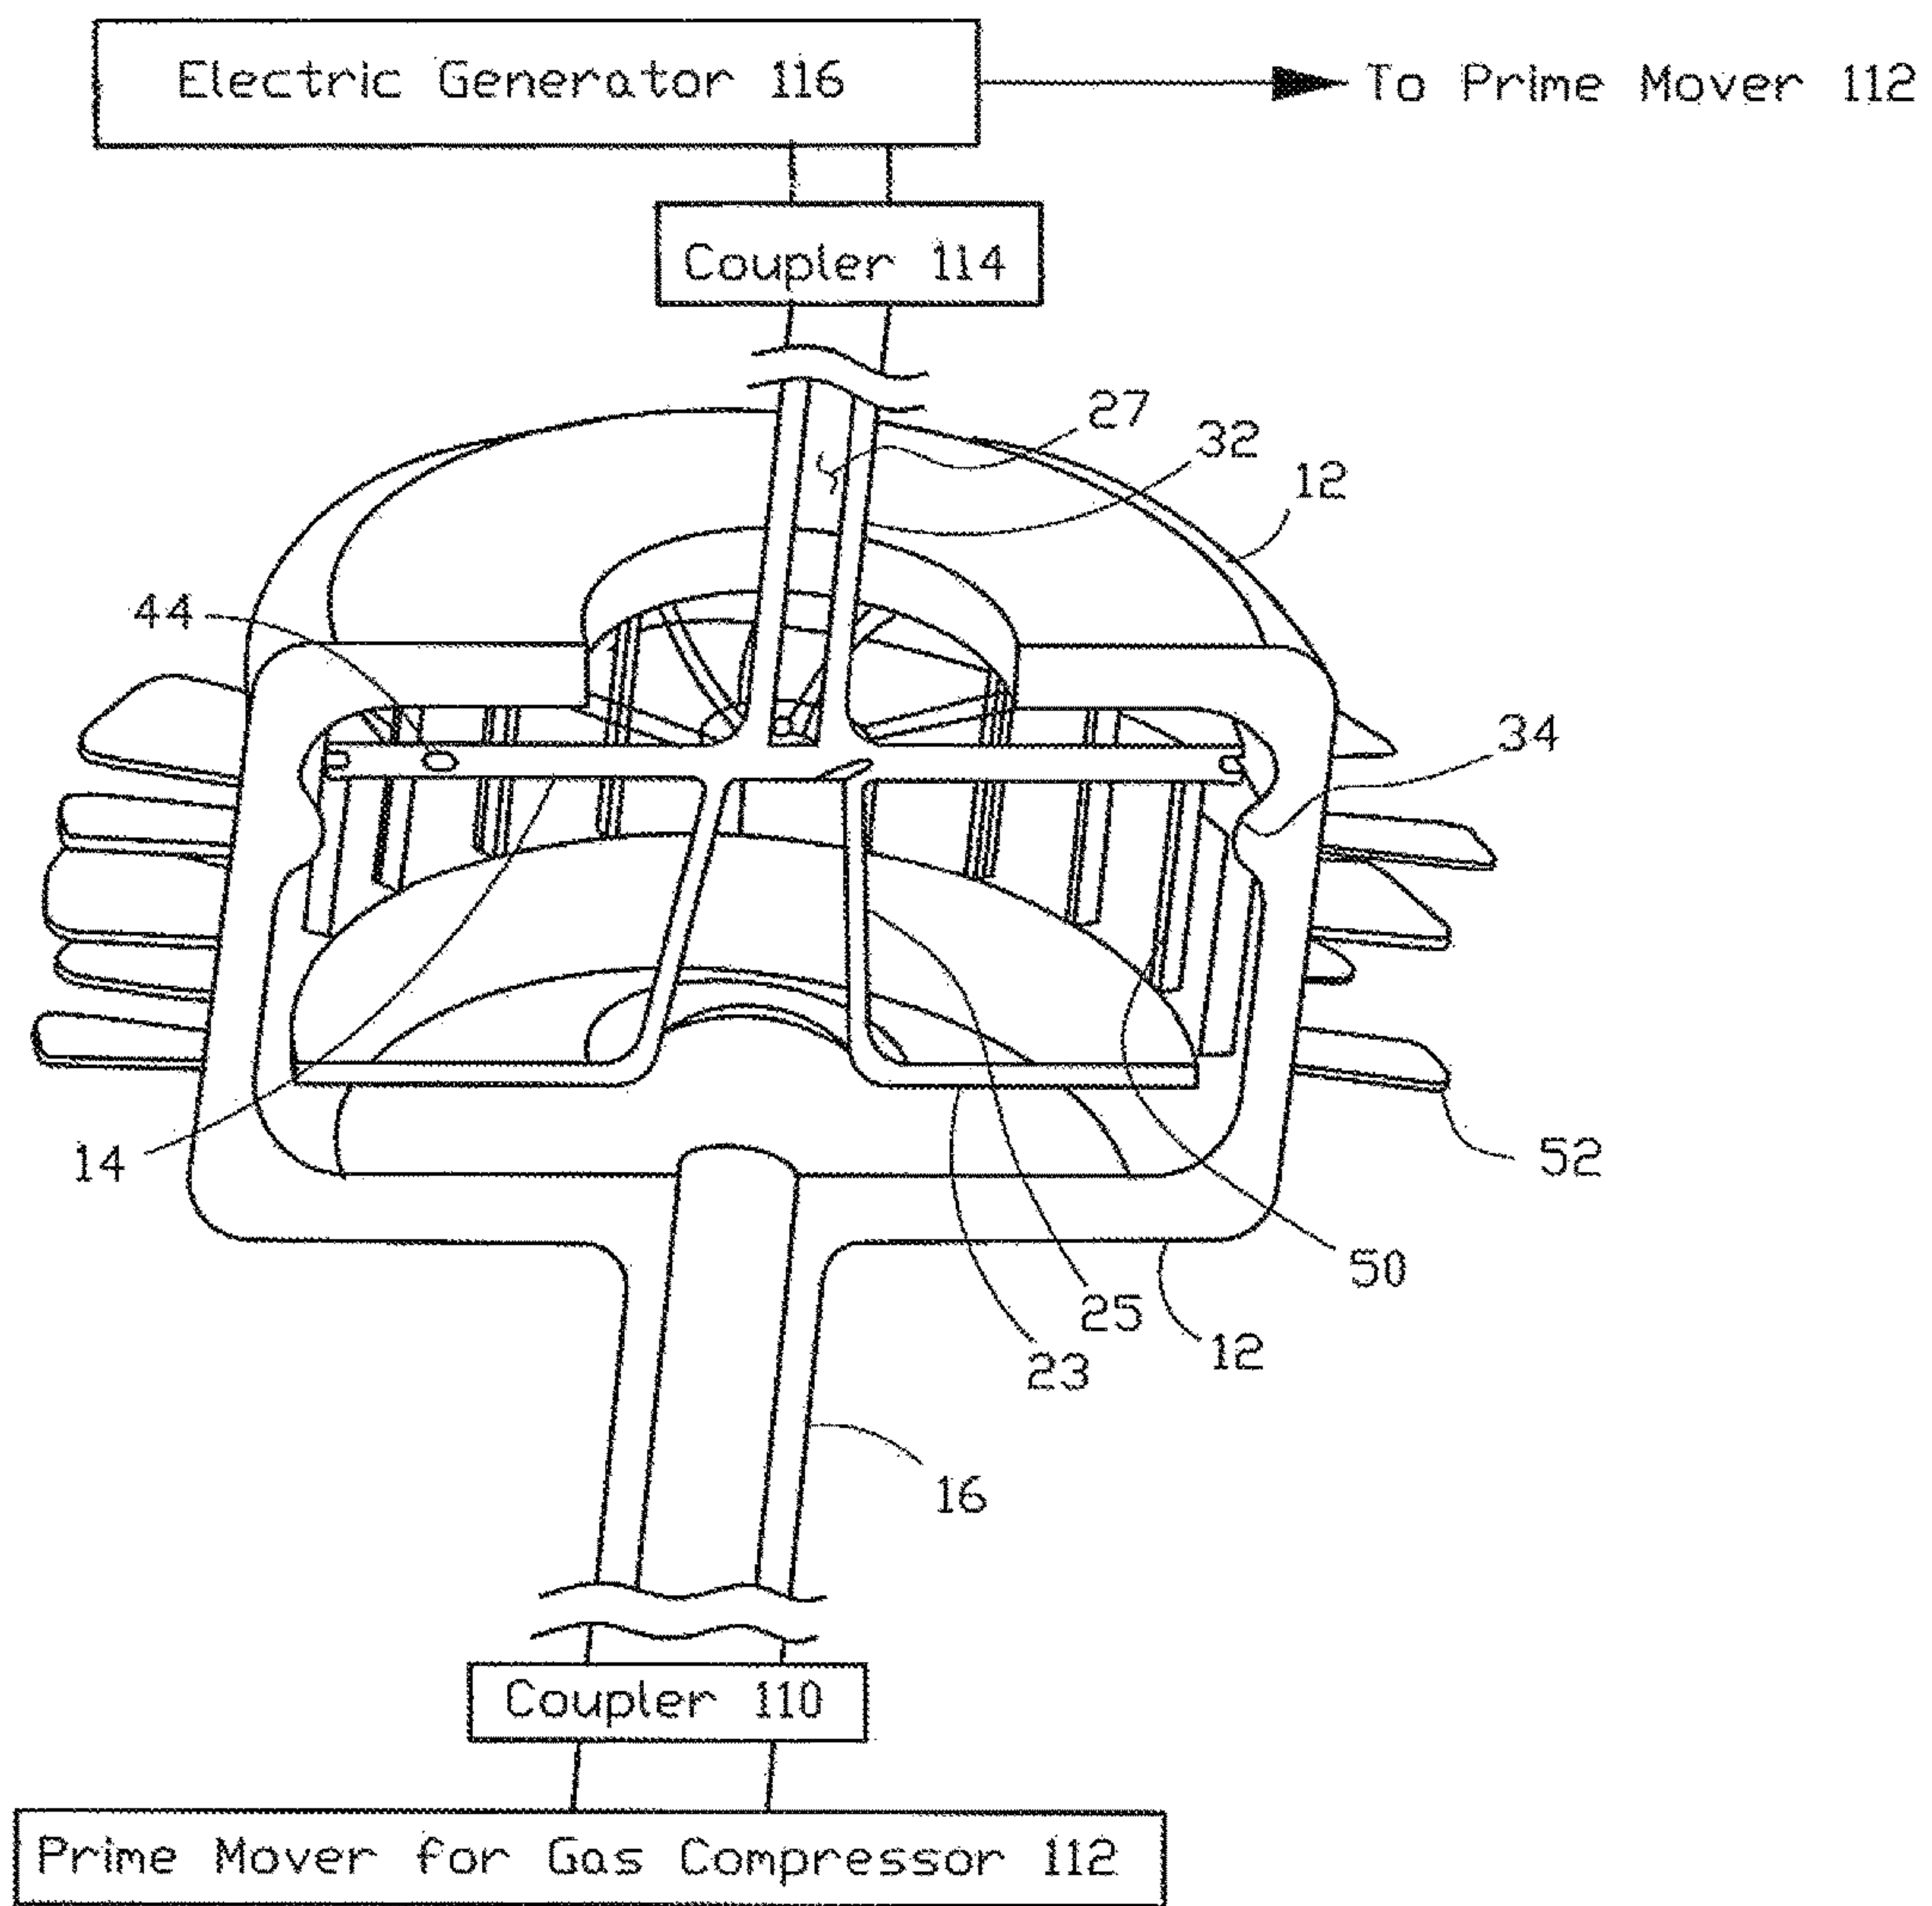 Electric Generator 116
To Prime Mover 112
Coupler 114
27
32
12
44
34
14
52
50
25
12
23
16
Coupler 110
Prime Mover for Gas Compressor 112